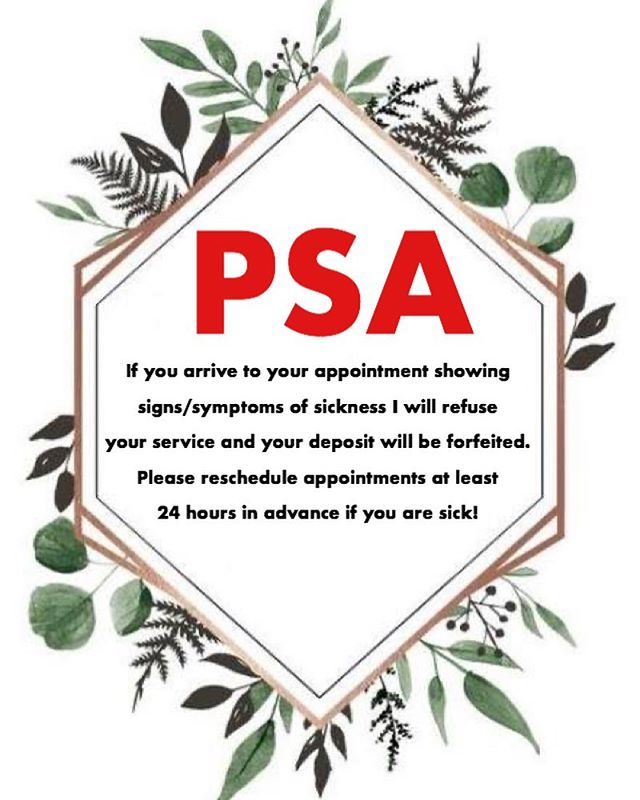 PSA
If you arrive to your appointment showing
signs/symptoms of sickness I will refuse
your service and your deposit will be forfeited.
Please reschedule appointments at least
24 hours in advance if you are sick!